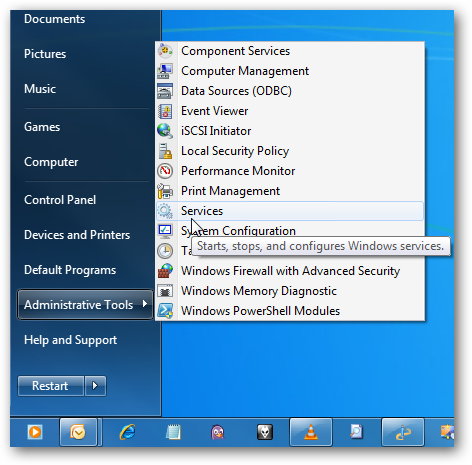 Documents
Pictures
Music
Games
Computer
Control Panel
Devices and Printers
Default Programs
Administrative Tools
Help and Support
Restart
Component Services
Computer Management
Data Sources (ODBC)
Event Viewer
iSCSI Initiator
Local Security Policy
Performance Monitor
Print Management
Services
System Configuration
Starts, stops, and configures Windows services.
Windows Firewall with Advanced Security
Windows Memory Diagnostic
Windows PowerShell Modules